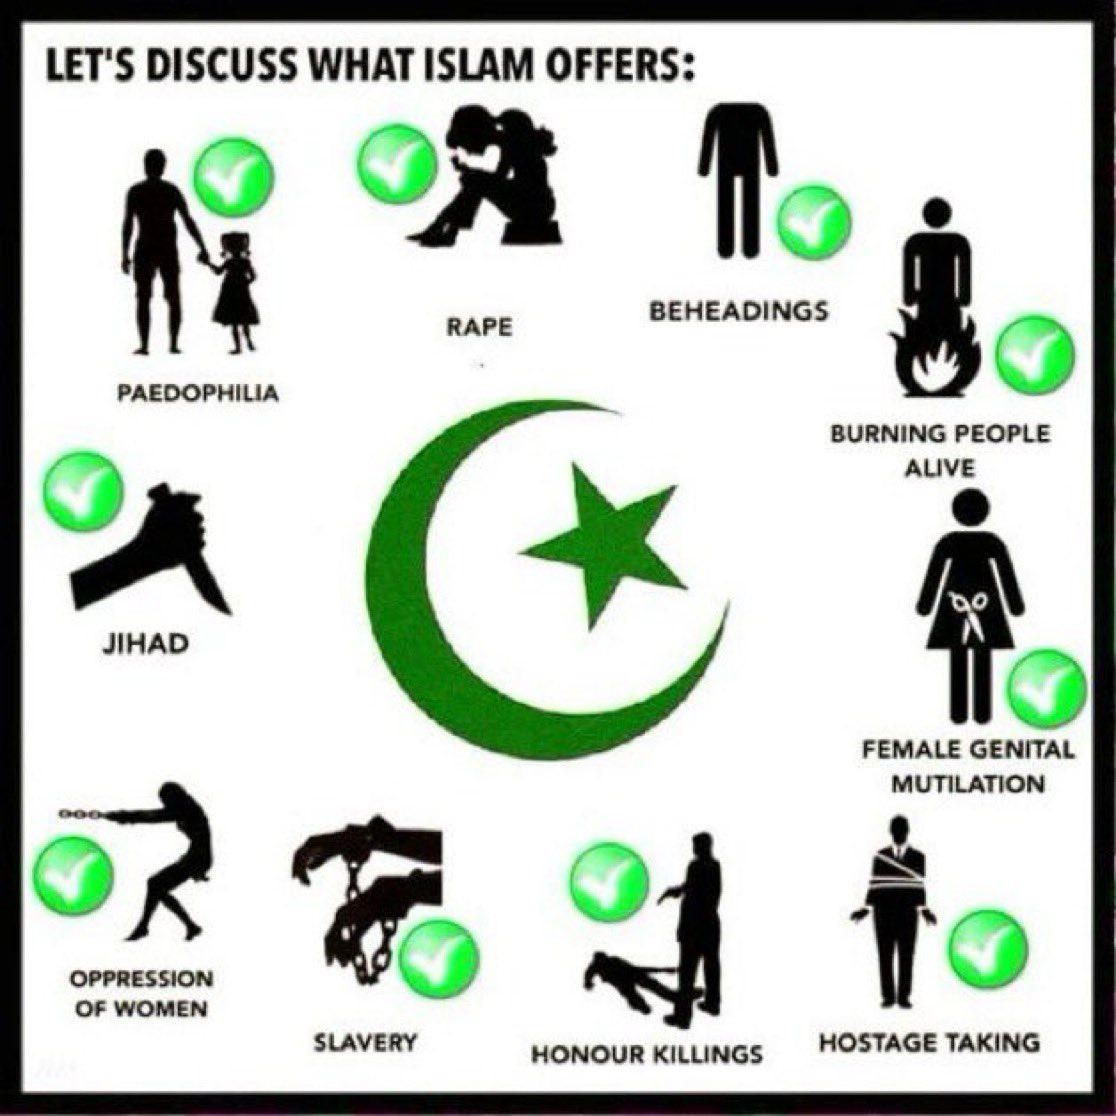 LET'S DISCUSS WHAT ISLAM OFFERS:
PAEDOPHILIA
RAPE
BEHEADINGS
BURNING PEOPLE
ALIVE
JIHAD
FEMALE GENITAL
MUTILATION
OPPRESSION
OF WOMEN
SLAVERY
HONOUR KILLINGS
HOSTAGE TAKING